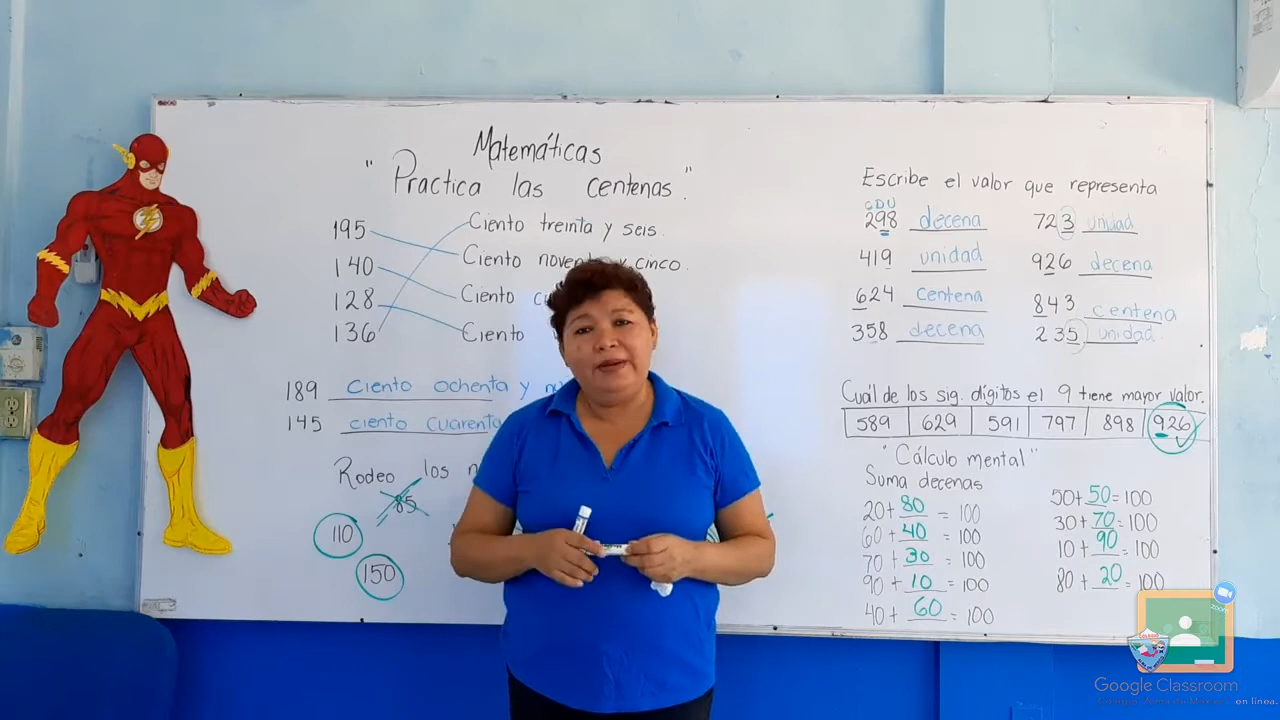 Matemáticas
"Practica las centenas".
195 Ciento treinta y seis.
140 Ciento noventa y cinco.
128 Ciento
136 Ciento
189 ciento ochenta y
145 ciento cuarenta
Rodeo los
85
110
150
Escribe el valor que representa
C D U
298 decena 723 unidad
419 unidad 926 decena
624 centena 843 centena
358 decena 235 unidad.
Cuál de los sig. dígitos el 9 tiene mayor valor.
589 629 591 797 898 926
"Cálculo mental"
Suma decenas
20+ 80 = 100 50+ 50 = 100
60+ 40 = 100 30+ 70 = 100
70+ 30 = 100 10+ 90 = 100
90+ 10 = 100 80+ 20 = 100
40+ 60 = 100
zoom
Google Classroom
en línea.